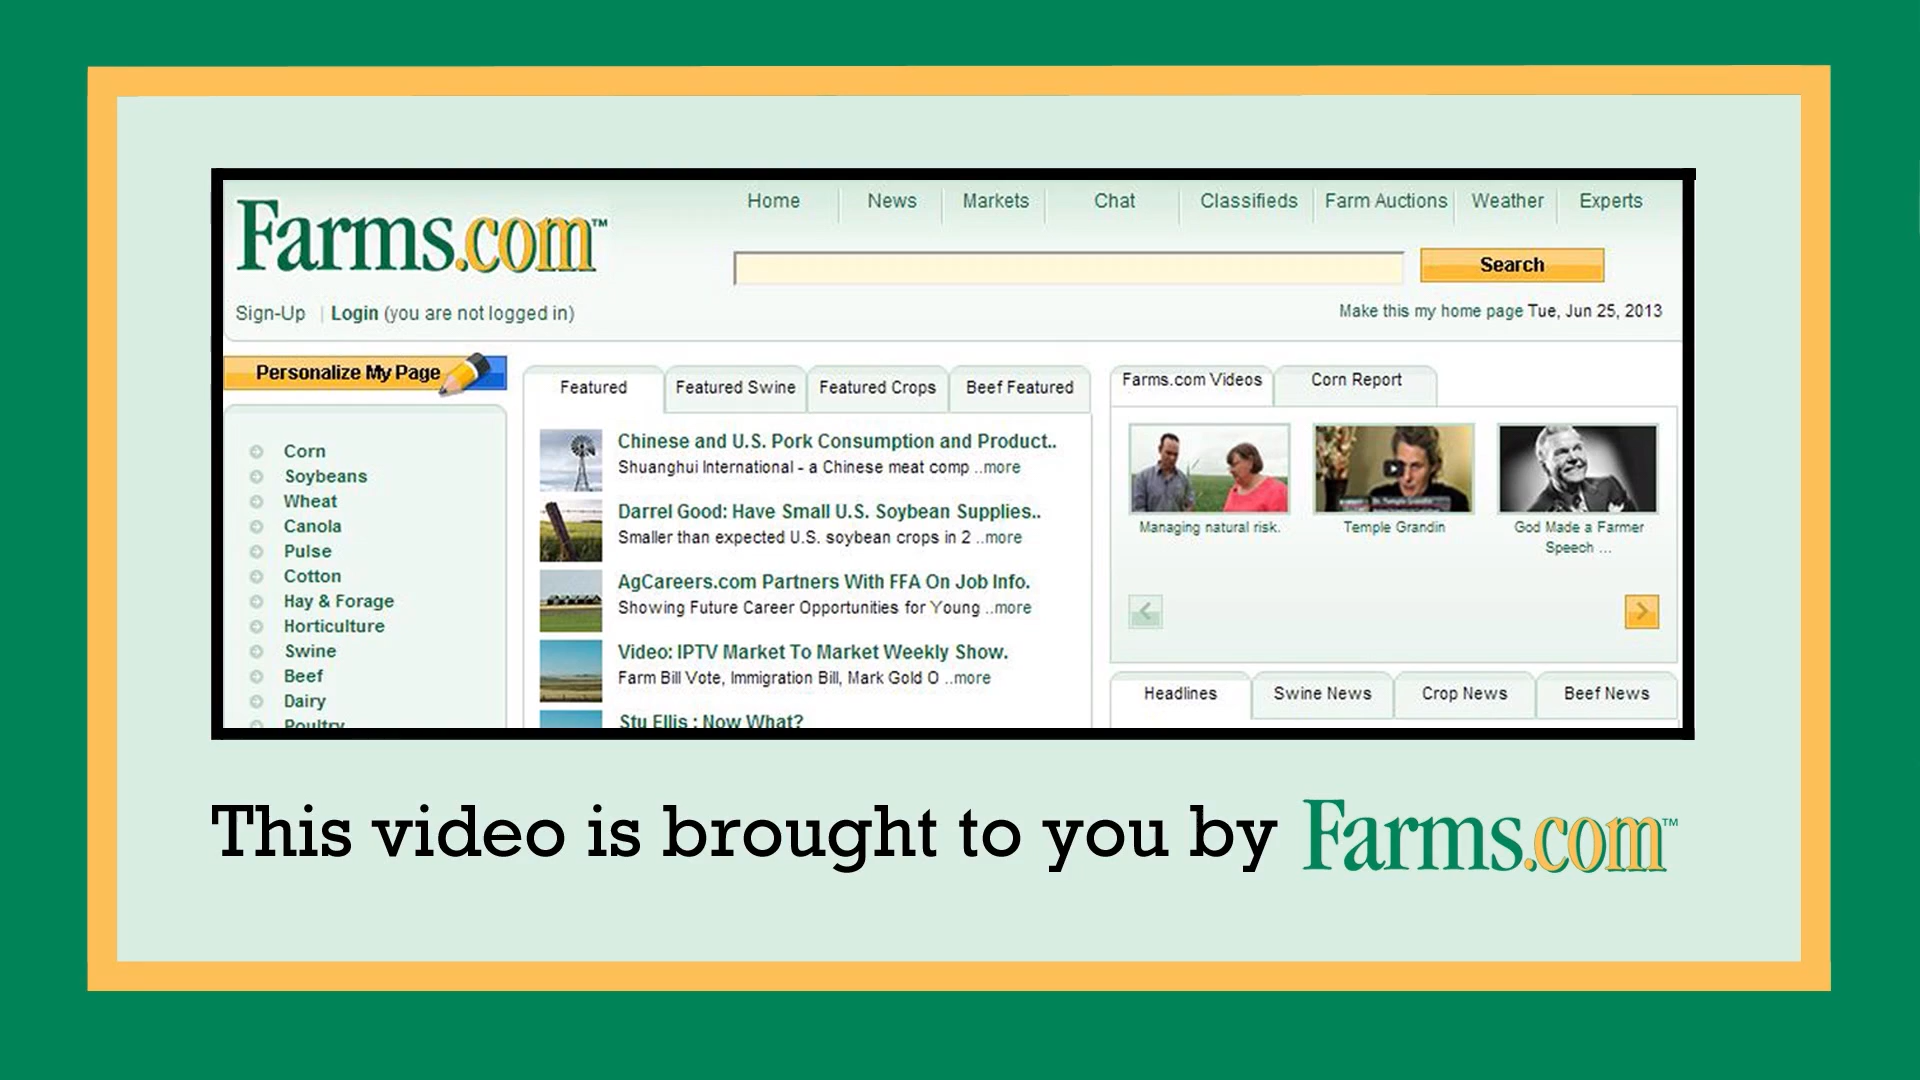 Farms.com™
Home News Markets Chat Classifieds Farm Auctions Weather Experts
Search
Sign-Up | Login (you are not logged in)
Make this my home page Tue, Jun 25, 2013
Personalize My Page
Corn
Soybeans
Wheat
Canola
Pulse
Cotton
Hay & Forage
Horticulture
Swine
Beef
Dairy
Poultry
Featured Featured Swine Featured Crops Beef Featured
Chinese and U.S. Pork Consumption and Product..
Shuanghui International - a Chinese meat comp ..more
Darrel Good: Have Small U.S. Soybean Supplies..
Smaller than expected U.S. soybean crops in 2 ..more
AgCareers.com Partners With FFA On Job Info.
Showing Future Career Opportunities for Young ..more
Video: IPTV Market To Market Weekly Show.
Farm Bill Vote, Immigration Bill, Mark Gold O ..more
Stu Ellis : Now What?
Farms.com Videos Corn Report
Managing natural risk.
Temple Grandin
God Made a Farmer
Speech ...
Headlines Swine News Crop News Beef News
This video is brought to you by Farms.com™